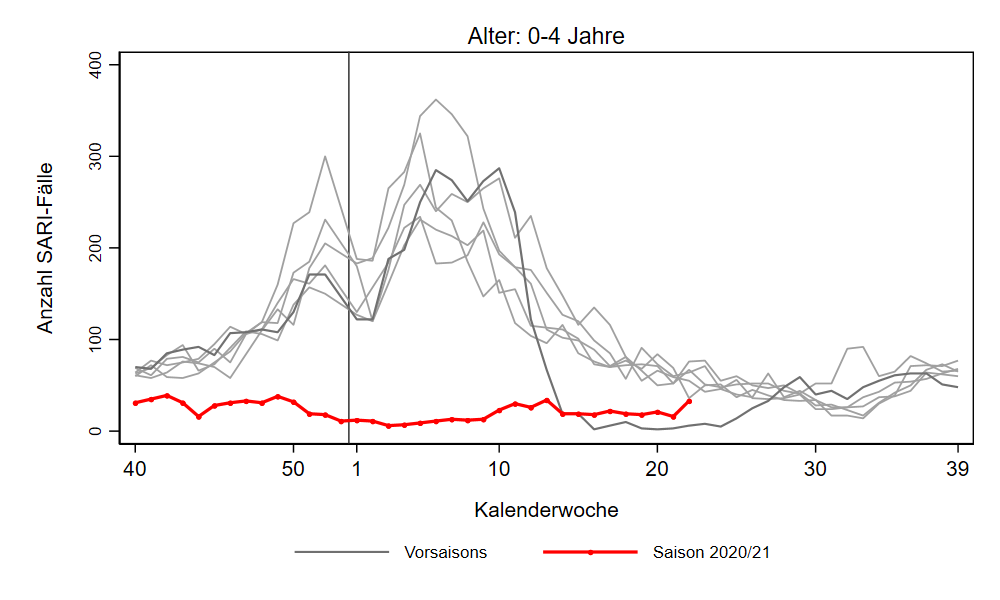 Alter: 0-4 Jahre
Anzahl SARI-Fälle
400
300
200
100
0
40 50 1 10 20 30 39
Kalenderwoche
Vorsaisons Saison 2020/21